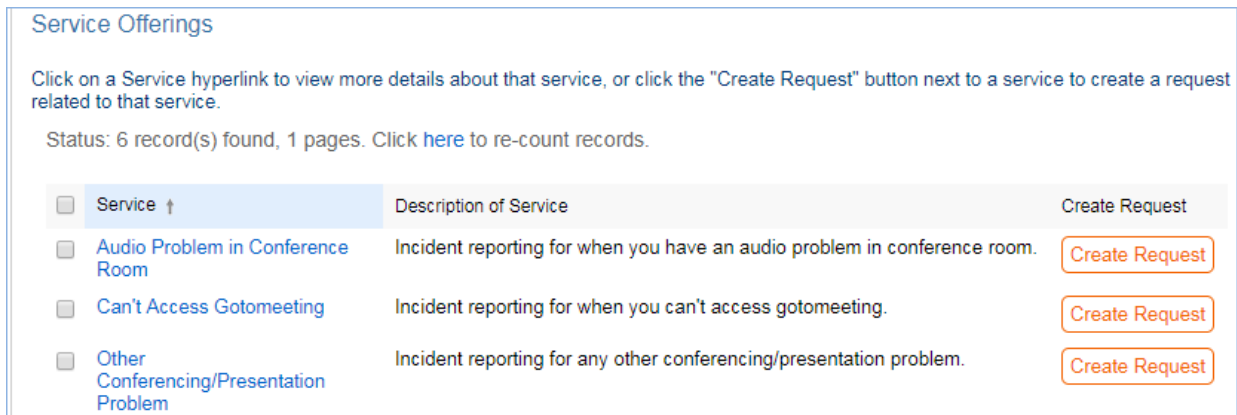 Service Offerings
Click on a Service hyperlink to view more details about that service, or click the "Create Request" button next to a service to create a request
related to that service.
Status: 6 record(s) found, 1 pages. Click here to re-count records.
Service ↑ Description of Service Create Request
Audio Problem in Conference Incident reporting for when you have an audio problem in conference room. Create Request
Room
Can't Access Gotomeeting Incident reporting for when you can't access gotomeeting. Create Request
Other Incident reporting for any other conferencing/presentation problem. Create Request
Conferencing/Presentation
Problem